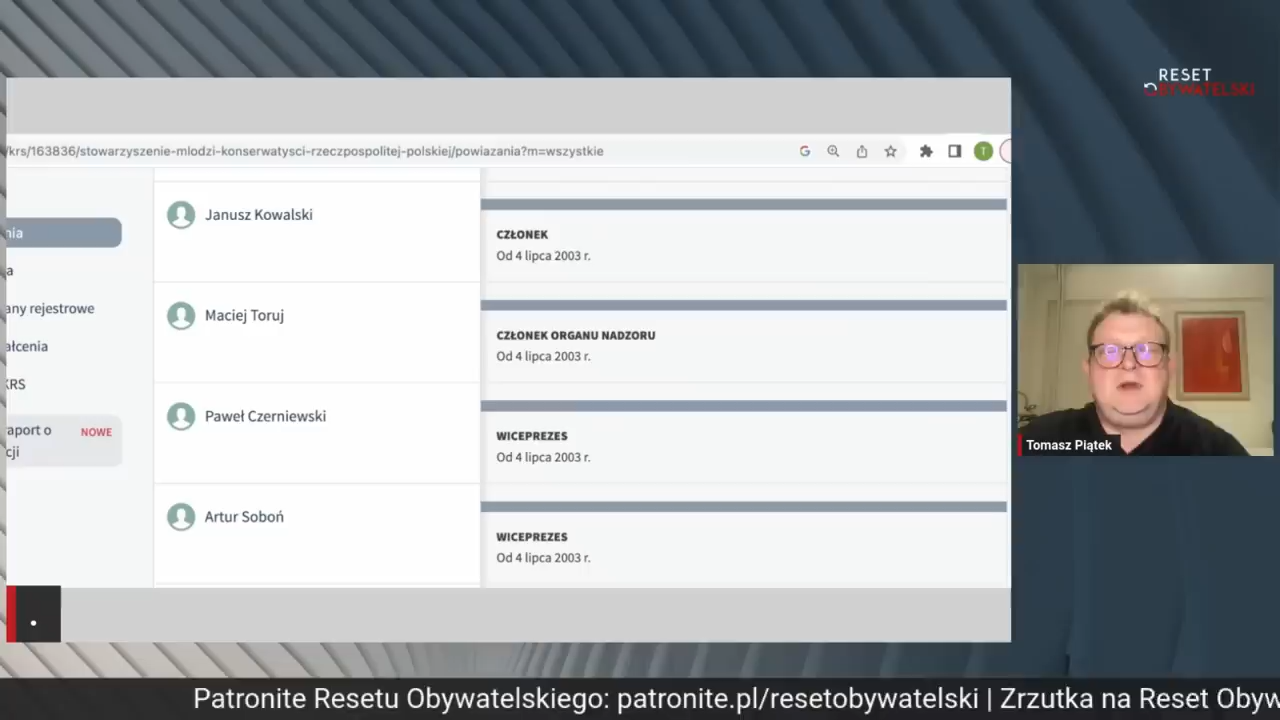 RESET
OBYWATELSKI
/krs/163836/stowarzyszenie-mlodzi-konserwatysci-rzeczpospolitej-polskiej/powiazania?m=wszystkie
G
T
nia
a
any rejestrowe
ałcenia
KRS
raport o
cji
NOWE
Janusz Kowalski
CZŁONEK
Od 4 lipca 2003 r.
Maciej Toruj
CZŁONEK ORGANU NADZORU
Od 4 lipca 2003 r.
Paweł Czerniewski
WICEPREZES
Od 4 lipca 2003 r.
Artur Soboń
WICEPREZES
Od 4 lipca 2003 r.
Tomasz Piątek
.
Patronite Resetu Obywatelskiego: patronite.pl/resetobywatelski | Zrzutka na Reset Obyw